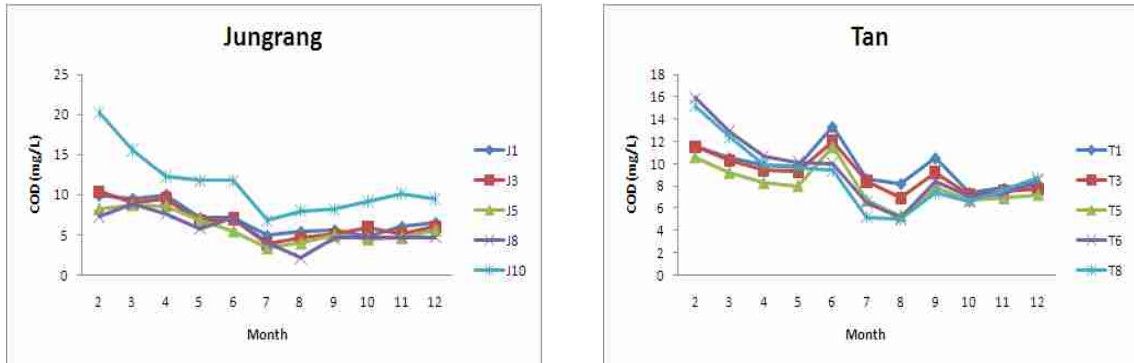 Jungrang
25
20
15
10
5
0
COD (mg/L)
2 3 4 5 6 7 8 9 10 11 12
Month
J1
J3
J5
J8
J10
Tan
18
16
14
12
10
8
6
4
2
0
COD (mg/L)
2 3 4 5 6 7 8 9 10 11 12
Month
T1
T3
T5
T6
T8